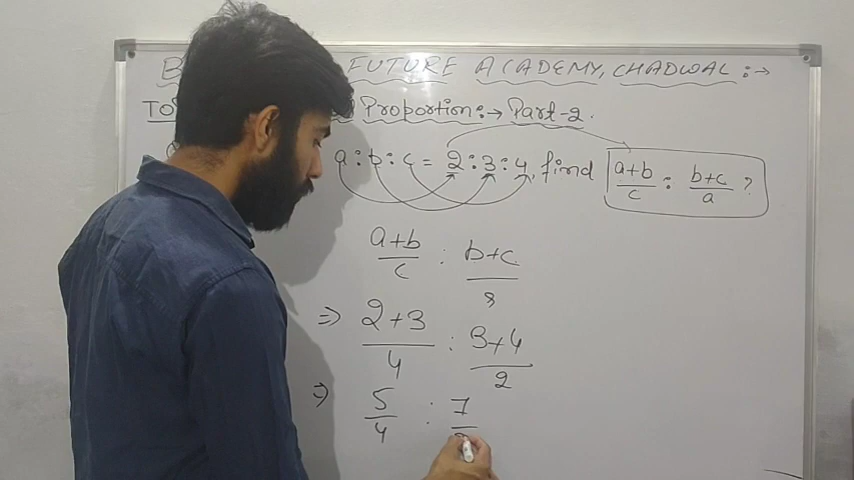 B FUTURE ACADEMY, CHADWAL :→
TO Proportion :→ Part-2.
a : b : c = 2 : 3 : 4, find (a+b)/c : (b+c)/a ?
(a+b)/c : (b+c)/a
⇒ (2+3)/4 : (3+4)/2
⇒ 5/4 : 7/